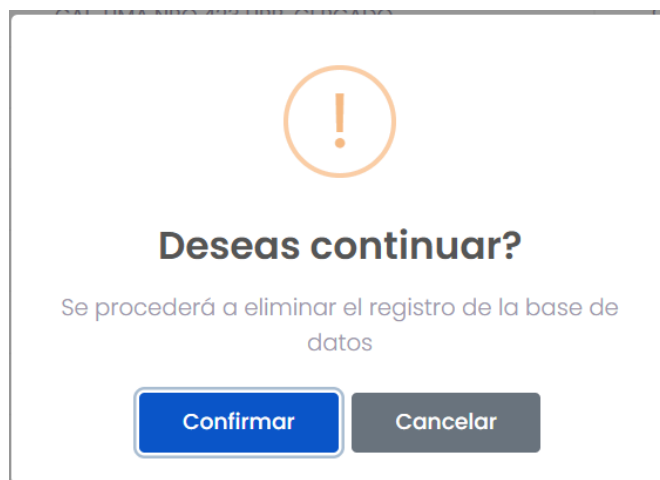 Deseas continuar?
Se procederá a eliminar el registro de la base de
datos
Confirmar
Cancelar